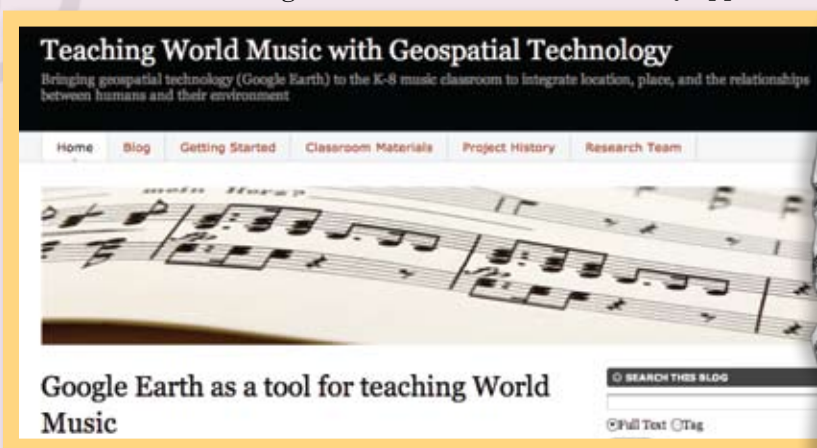 Teaching World Music with Geospatial Technology
Bringing geospatial technology (Google Earth) to the K-8 music classroom to integrate location, place, and the relationships
between humans and their environment
Home Blog Getting Started Classroom Materials Project History Research Team
mein Herz?
Google Earth as a tool for teaching World
Music
SEARCH THIS BLOG
Full Text Tag